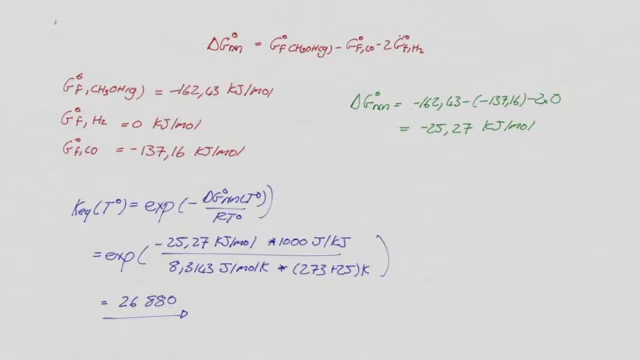 ΔG°rxn = G°f,CH3OH(g) - G°f,CO - 2G°f,H2
G°f,CH3OH(g) = -162,43 KJ/mol
G°f,H2 = 0 KJ/mol
G°f,CO = -137,16 KJ/mol
ΔG°rxn = -162,43 - (-137,16) - 2×0
= -25,27 KJ/mol
Keq(T°) = exp(- ΔG°rxn(T°) / RT°)
= exp( -25,27 KJ/mol * 1000 J/KJ / 8,3143 J/molK * (273+25)K )
= 26 880